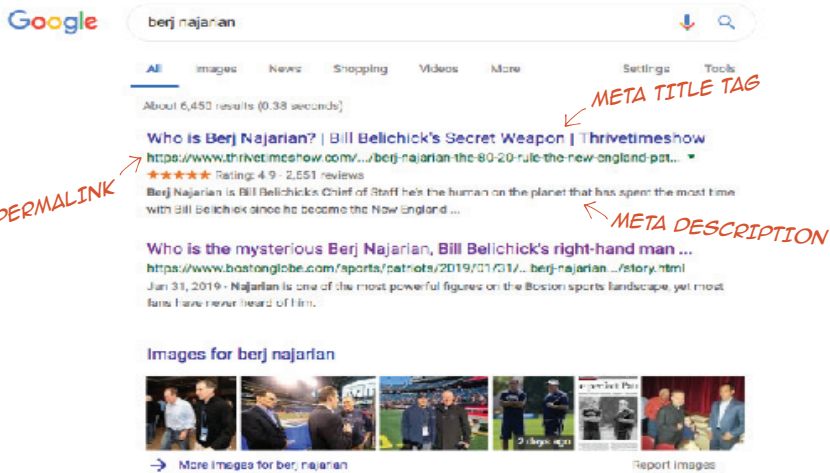 Google
berj najarian
All Images News Shopping Videos More Settings Tools
About 6,450 results (0.38 seconds)
META TITLE TAG
Who is Berj Najarian? | Bill Belichick's Secret Weapon | Thrivetimeshow
https://www.thrivetimeshow.com/.../berj-najarian-the-80-20-rule-the-new-england-pat...
PERMALINK
Rating: 4.9 - 2,651 reviews
Berj Najarian is Bill Belichick's Chief of Staff he's the human on the planet that has spent the most time
with Bill Belichick since he became the New England ...
META DESCRIPTION
Who is the mysterious Berj Najarian, Bill Belichick's right-hand man ...
https://www.bostonglobe.com/sports/patriots/2019/01/31/...berj-najarian.../story.html
Jan 31, 2019 - Najarian is one of the most powerful figures on the Boston sports landscape, yet most
fans have never heard of him.
Images for berj najarian
2 days ago
More images for berj najarian
Report images